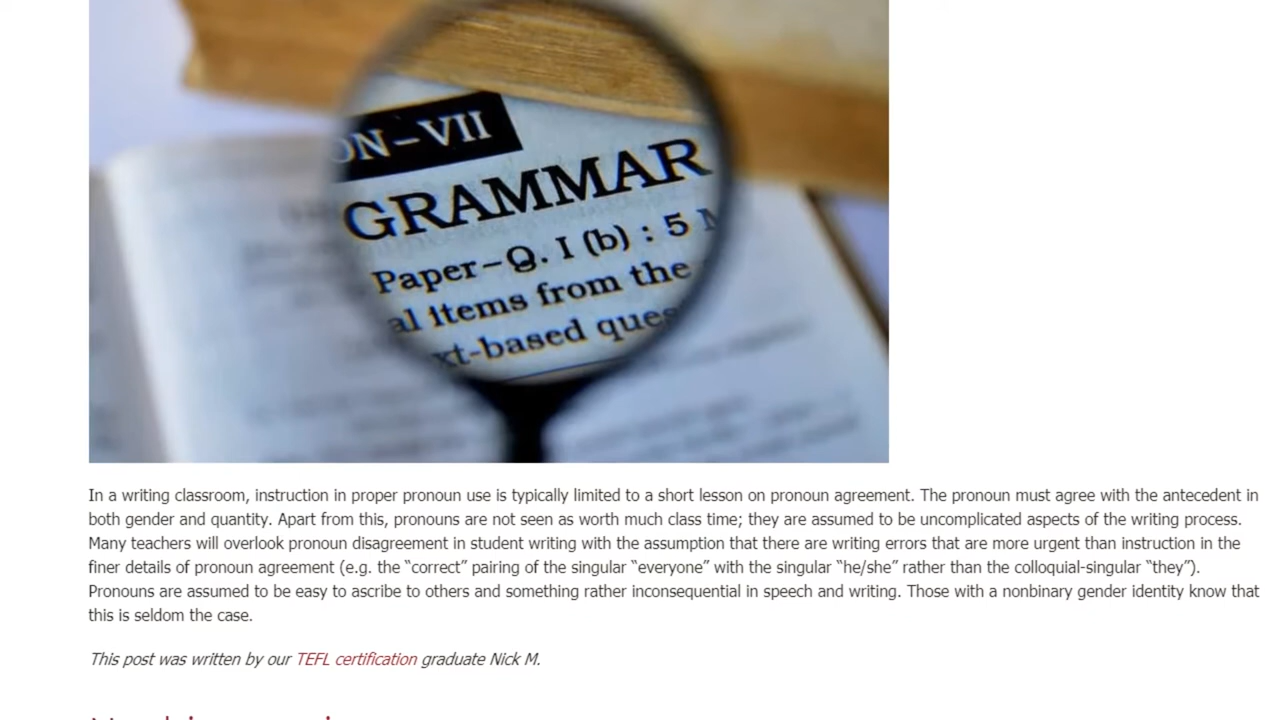 ON–VII
GRAMMAR
Paper–Q. I (b) : 5
al items from the
xt-based ques
In a writing classroom, instruction in proper pronoun use is typically limited to a short lesson on pronoun agreement. The pronoun must agree with the antecedent in
both gender and quantity. Apart from this, pronouns are not seen as worth much class time; they are assumed to be uncomplicated aspects of the writing process.
Many teachers will overlook pronoun disagreement in student writing with the assumption that there are writing errors that are more urgent than instruction in the
finer details of pronoun agreement (e.g. the “correct” pairing of the singular “everyone” with the singular “he/she” rather than the colloquial-singular “they”).
Pronouns are assumed to be easy to ascribe to others and something rather inconsequential in speech and writing. Those with a nonbinary gender identity know that
this is seldom the case.
This post was written by our TEFL certification graduate Nick M.